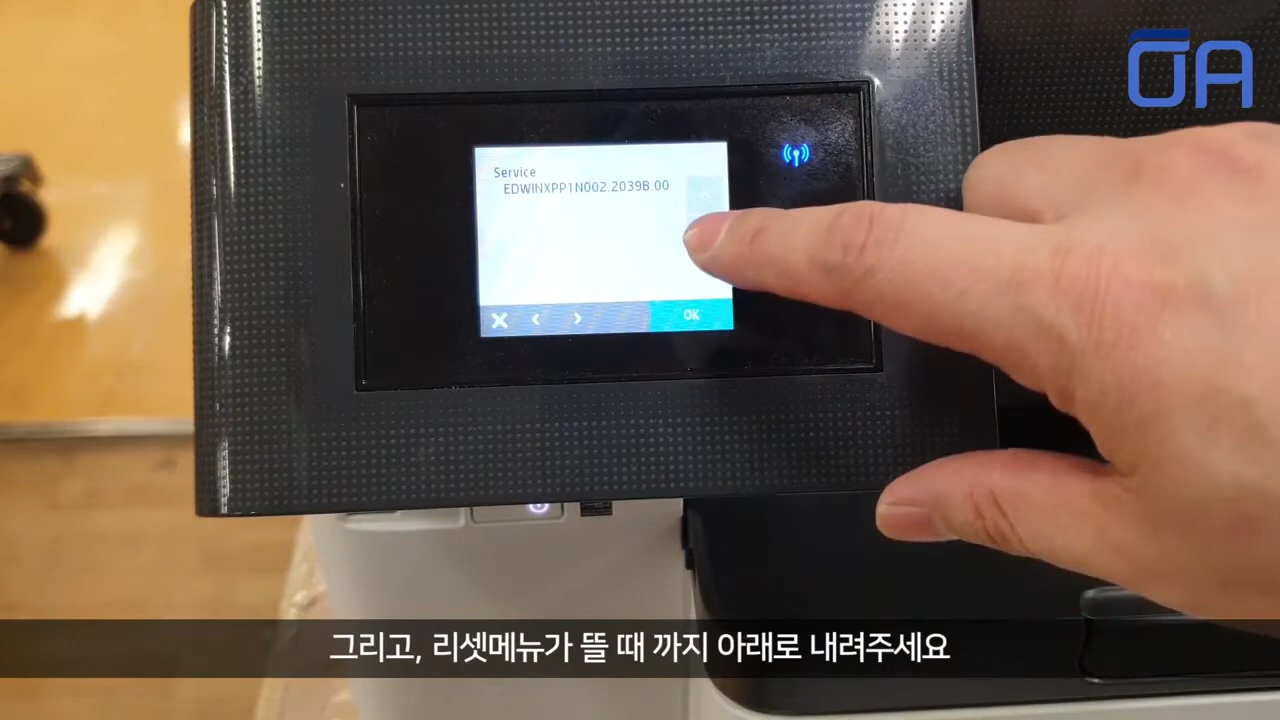 OA
Service
EDWINXPP1N002.2039B.00
OK
그리고, 리셋메뉴가 뜰 때 까지 아래로 내려주세요